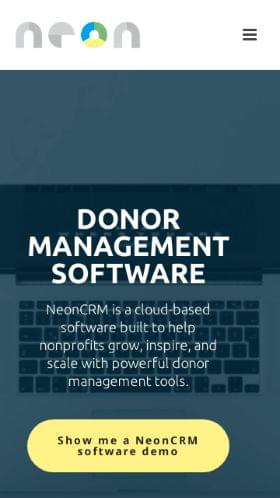 neon
DONOR
MANAGEMENT
SOFTWARE
NeonCRM is a cloud-based
software built to help
nonprofits grow, inspire, and
scale with powerful donor
management tools.
Show me a NeonCRM
software demo